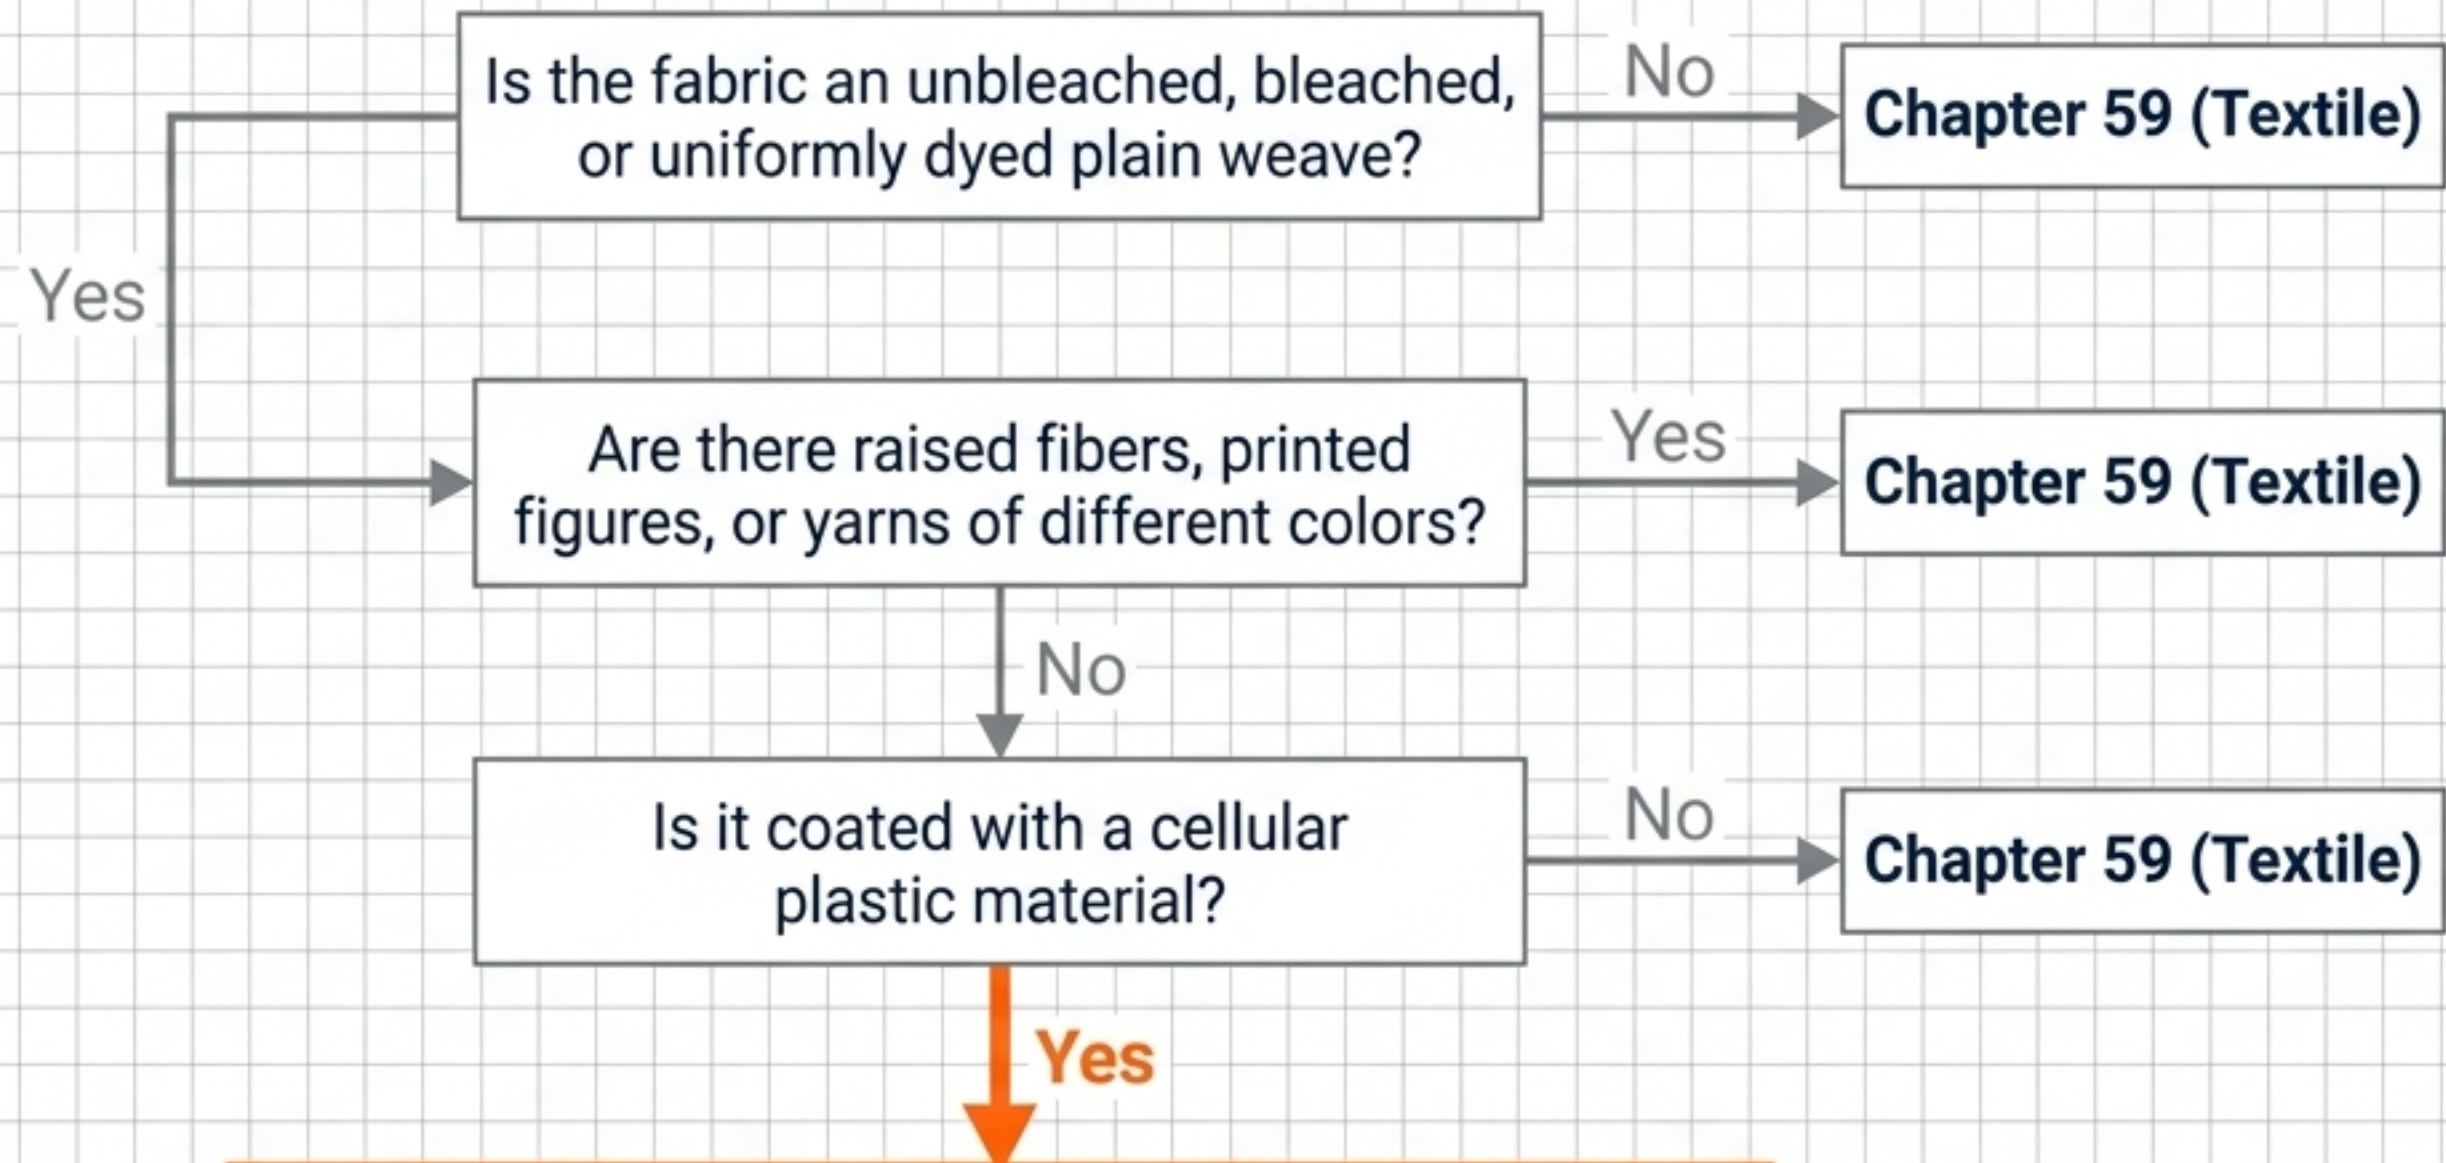 Is the fabric an unbleached, bleached,
or uniformly dyed plain weave?
No
Chapter 59 (Textile)
Yes
Are there raised fibers, printed
figures, or yarns of different colors?
Yes
Chapter 59 (Textile)
No
Is it coated with a cellular
plastic material?
No
Chapter 59 (Textile)
Yes